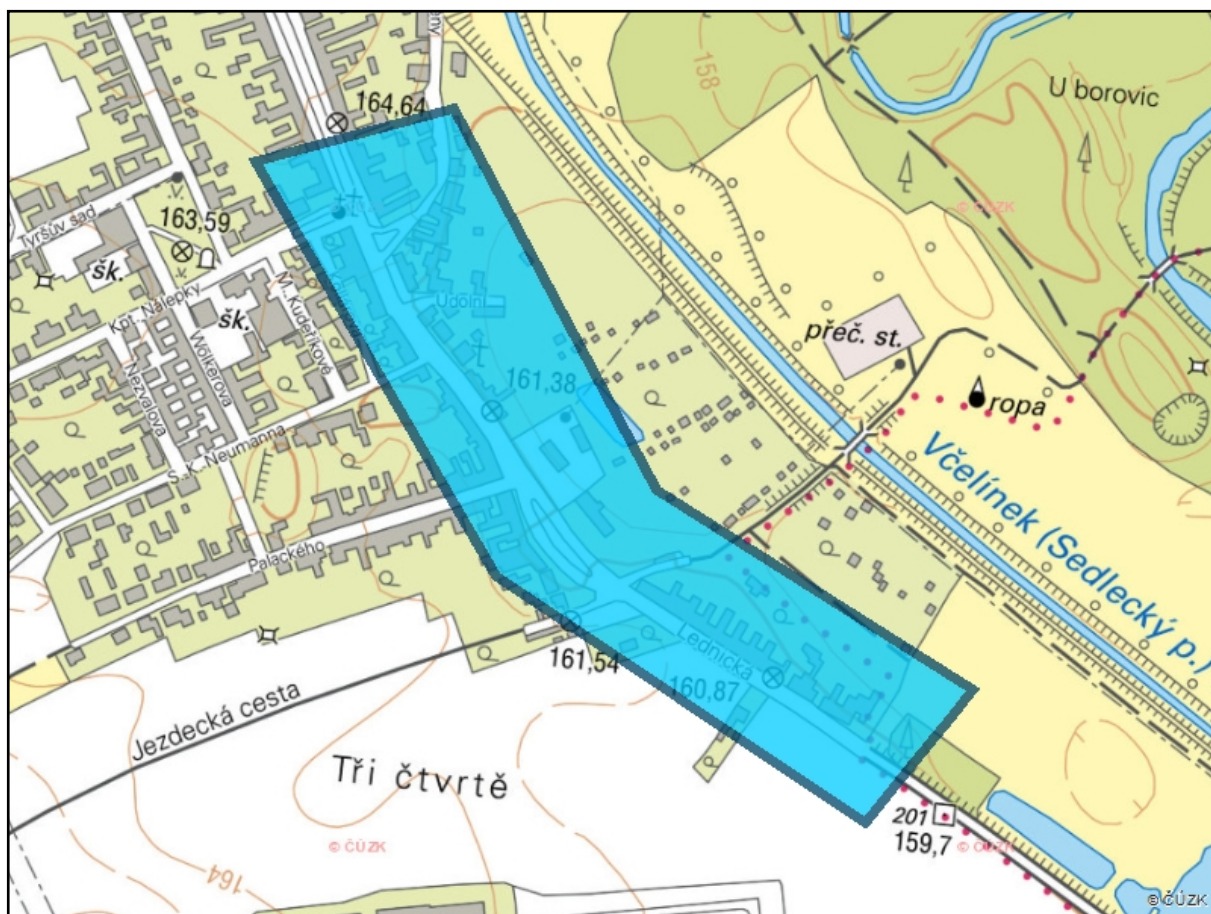 164,64
158
U borovic
Tyršův sad
163,59
© ČÚZK
šk.
Kpt. Nálepky
šk.
M. Kudeříkové
Údolní
Wolkerova
Nezvalova
161,38
přeč. st.
ropa
S. K. Neumanna
Včelínek (Sedlecký p.)
Palackého
Lednická
161,54
160,87
Jezdecká cesta
Tři čtvrtě
201
159,7
© ČÚZK
© ČÚZK
164
© ČÚZK